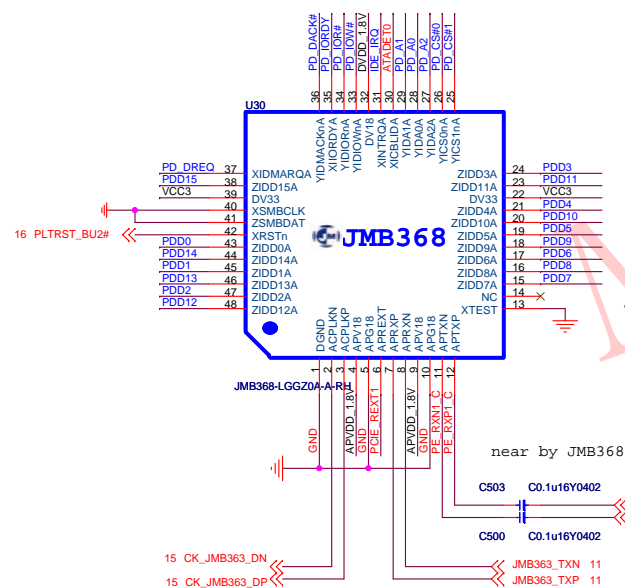 PD_DACK#
PD_IORDY
PD_IOR#
PD_IOW#
DVDD_1.8V
IDE_IRQ
ATADET0
PD_A1
PD_A0
PD_A2
PD_CS#0
PD_CS#1
36
35
34
33
32
31
30
29
28
27
26
25
U30
YIDMACKnA
XIIORDYA
YIDIORnA
YIDIOWnA
DV18
XINTRQA
XICBLIDA
YIDA1A
YIDA0A
YIDA2A
YICS0nA
YICS1nA
PD_DREQ 37 XIDMARQA
PDD15 38 ZIDD15A
VCC3 39 DV33
40 XSMBCLK
41 ZSMBDAT
16 PLTRST_BU2# 42 XRSTn
PDD0 43 ZIDD0A
PDD14 44 ZIDD14A
PDD1 45 ZIDD1A
PDD13 46 ZIDD13A
PDD2 47 ZIDD2A
PDD12 48 ZIDD12A
JMB368
ZIDD3A 24 PDD3
ZIDD11A 23 PDD11
DV33 22 VCC3
ZIDD4A 21 PDD4
ZIDD10A 20 PDD10
ZIDD5A 19 PDD5
ZIDD9A 18 PDD9
ZIDD6A 17 PDD6
ZIDD8A 16 PDD8
ZIDD7A 15 PDD7
NC 14
XTEST 13
DGND
ACPLKN
ACPLKP
APV18
APG18
APREXT
APRXP
APRXN
APV18
APG18
APTXN
APTXP
1
2
3
4
5
6
7
8
9
10
11
12
JMB368-LGGZ0A-A-RH
GND
APVDD_1.8V
GND
PCIE_REXT1
APVDD_1.8V
GND
PE_RXN1_C
PE_RXP1_C
near by JMB368
C503 C0.1u16Y0402
C500 C0.1u16Y0402
15 CK_JMB363_DN
15 CK_JMB363_DP
JMB363_TXN 11
JMB363_TXP 11